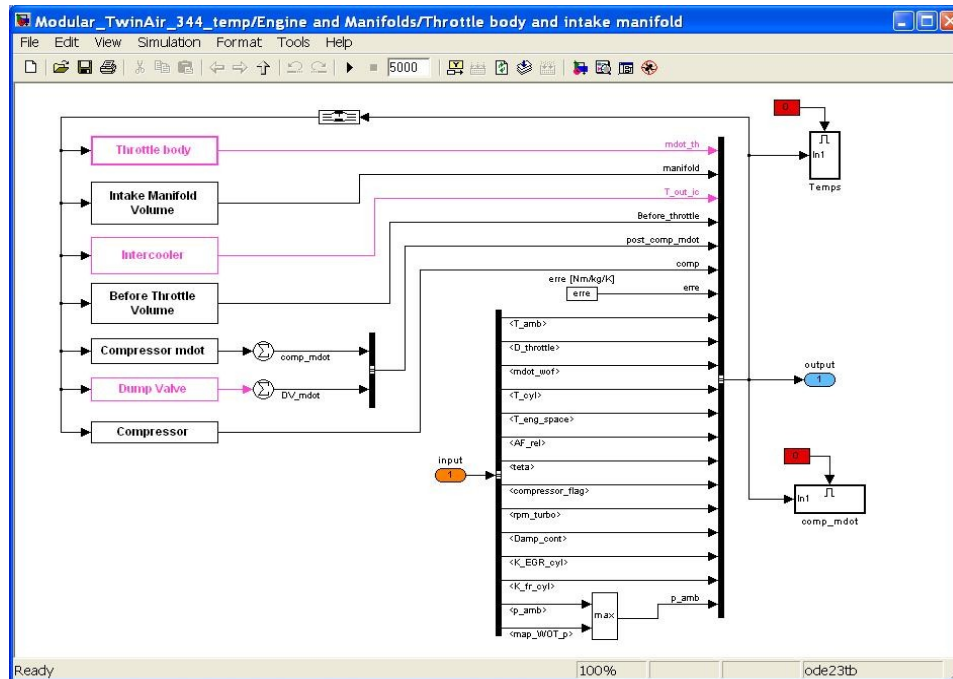 Modular_TwinAir_344_temp/Engine and Manifolds/Throttle body and intake manifold
File Edit View Simulation Format Tools Help
5000
0
Throttle body
mdot_th
In1
Temps
Intake Manifold
Volume
manifold
Intercooler
T_out_ic
Before Throttle
Volume
Before_throttle
post_comp_mdot
comp
erre [Nm/kg/K]
erre
erre
Compressor mdot
comp_mdot
Dump Valve
DV_mdot
Compressor
<T_amb>
<D_throttle>
<mdot_wof>
<T_cyl>
<T_eng_space>
<AF_rel>
<teta>
<compressor_flag>
<rpm_turbo>
<Damp_cont>
<K_EGR_cyl>
<K_fr_cyl>
<p_amb>
<map_WOT_p>
max
p_amb
input
1
output
1
0
In1
comp_mdot
Ready
100%
ode23tb